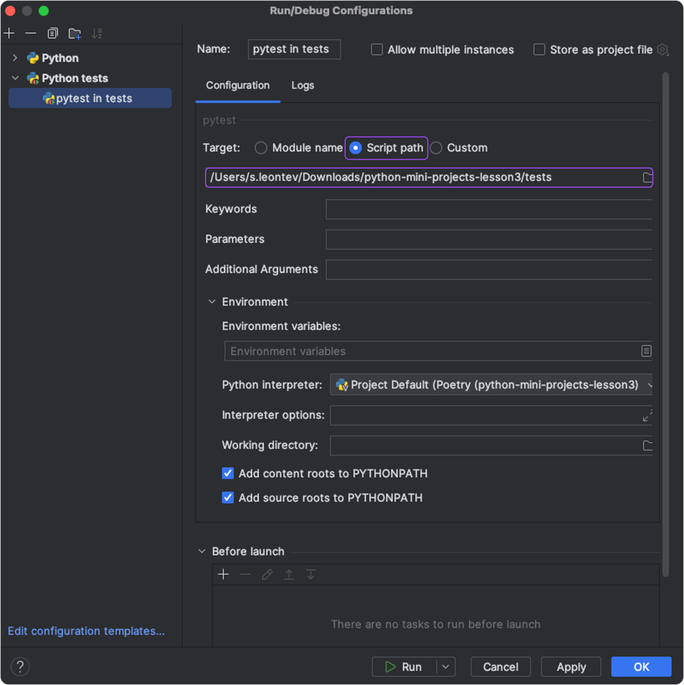 Run/Debug Configurations
Python
Python tests
pytest in tests
Name: pytest in tests Allow multiple instances Store as project file
Configuration Logs
pytest
Target: Module name Script path Custom
/Users/s.leontev/Downloads/python-mini-projects-lesson3/tests
Keywords
Parameters
Additional Arguments
Environment
Environment variables:
Environment variables
Python interpreter: Project Default (Poetry (python-mini-projects-lesson3)
Interpreter options:
Working directory:
Add content roots to PYTHONPATH
Add source roots to PYTHONPATH
Before launch
There are no tasks to run before launch
Edit configuration templates...
? Run Cancel Apply OK